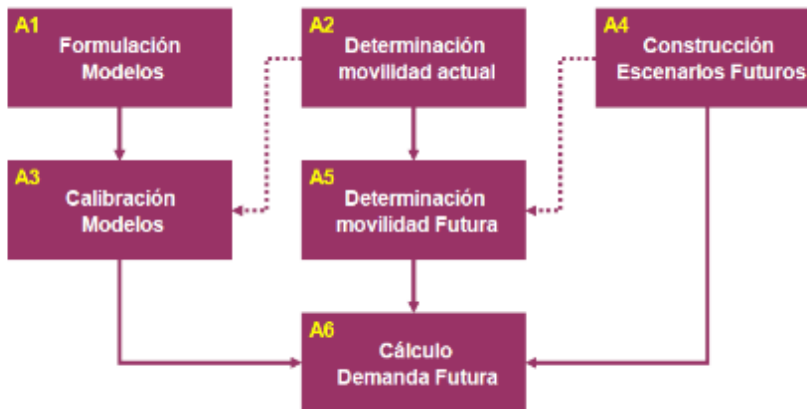 A1
Formulación
Modelos
A2
Determinación
movilidad actual
A4
Construcción
Escenarios Futuros
A3
Calibración
Modelos
A5
Determinación
movilidad Futura
A6
Cálculo
Demanda Futura